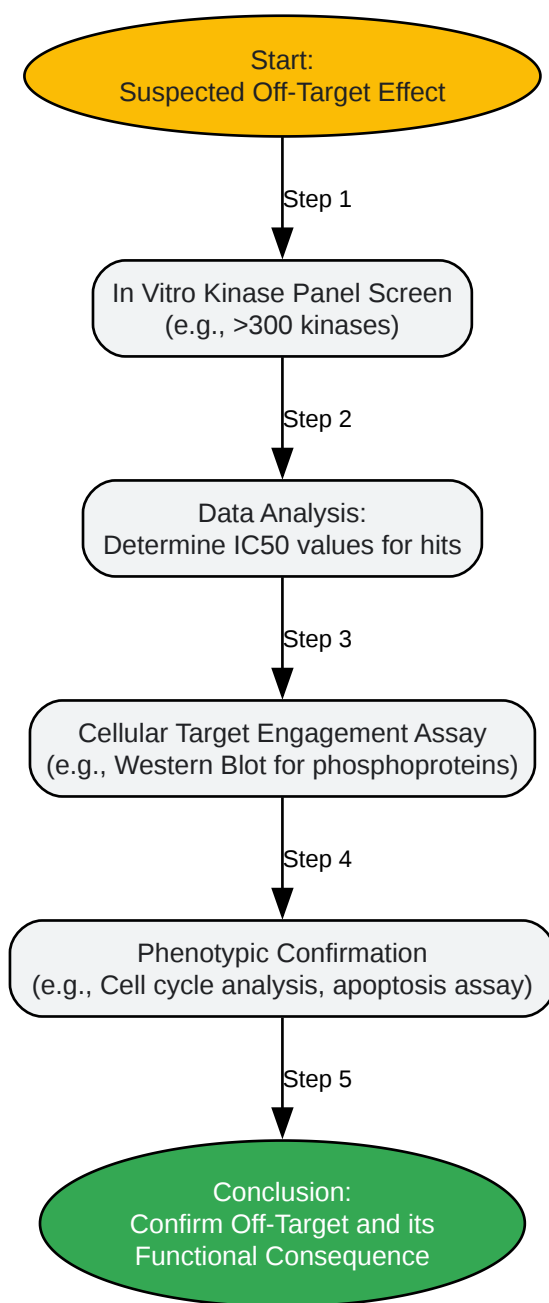 Start:
Suspected Off-Target Effect
Step 1
In Vitro Kinase Panel Screen
(e.g., >300 kinases)
Step 2
Data Analysis:
Determine IC50 values for hits
Step 3
Cellular Target Engagement Assay
(e.g., Western Blot for phosphoproteins)
Step 4
Phenotypic Confirmation
(e.g., Cell cycle analysis, apoptosis assay)
Step 5
Conclusion:
Confirm Off-Target and its
Functional Consequence